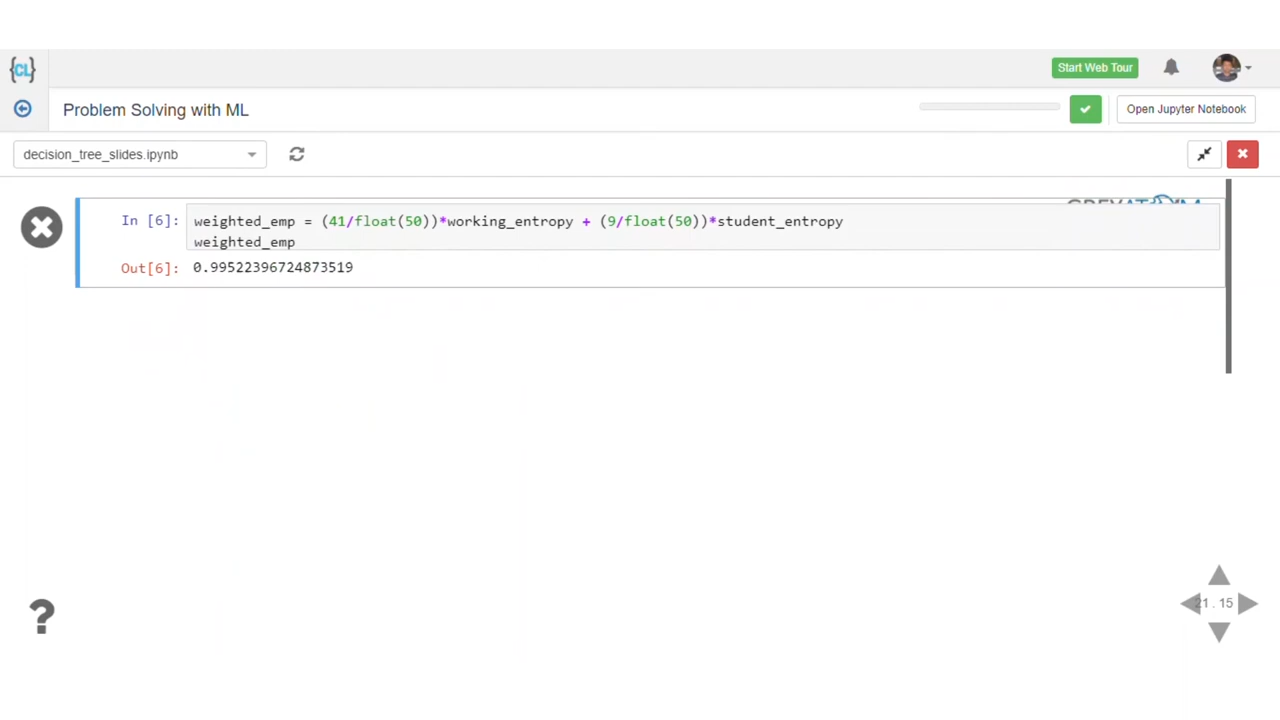 {CL}
Start Web Tour
Problem Solving with ML
Open Jupyter Notebook
decision_tree_slides.ipynb
GREYATOM
In [6]: weighted_emp = (41/float(50))*working_entropy + (9/float(50))*student_entropy
weighted_emp
Out[6]: 0.99522396724873519
21.15
?